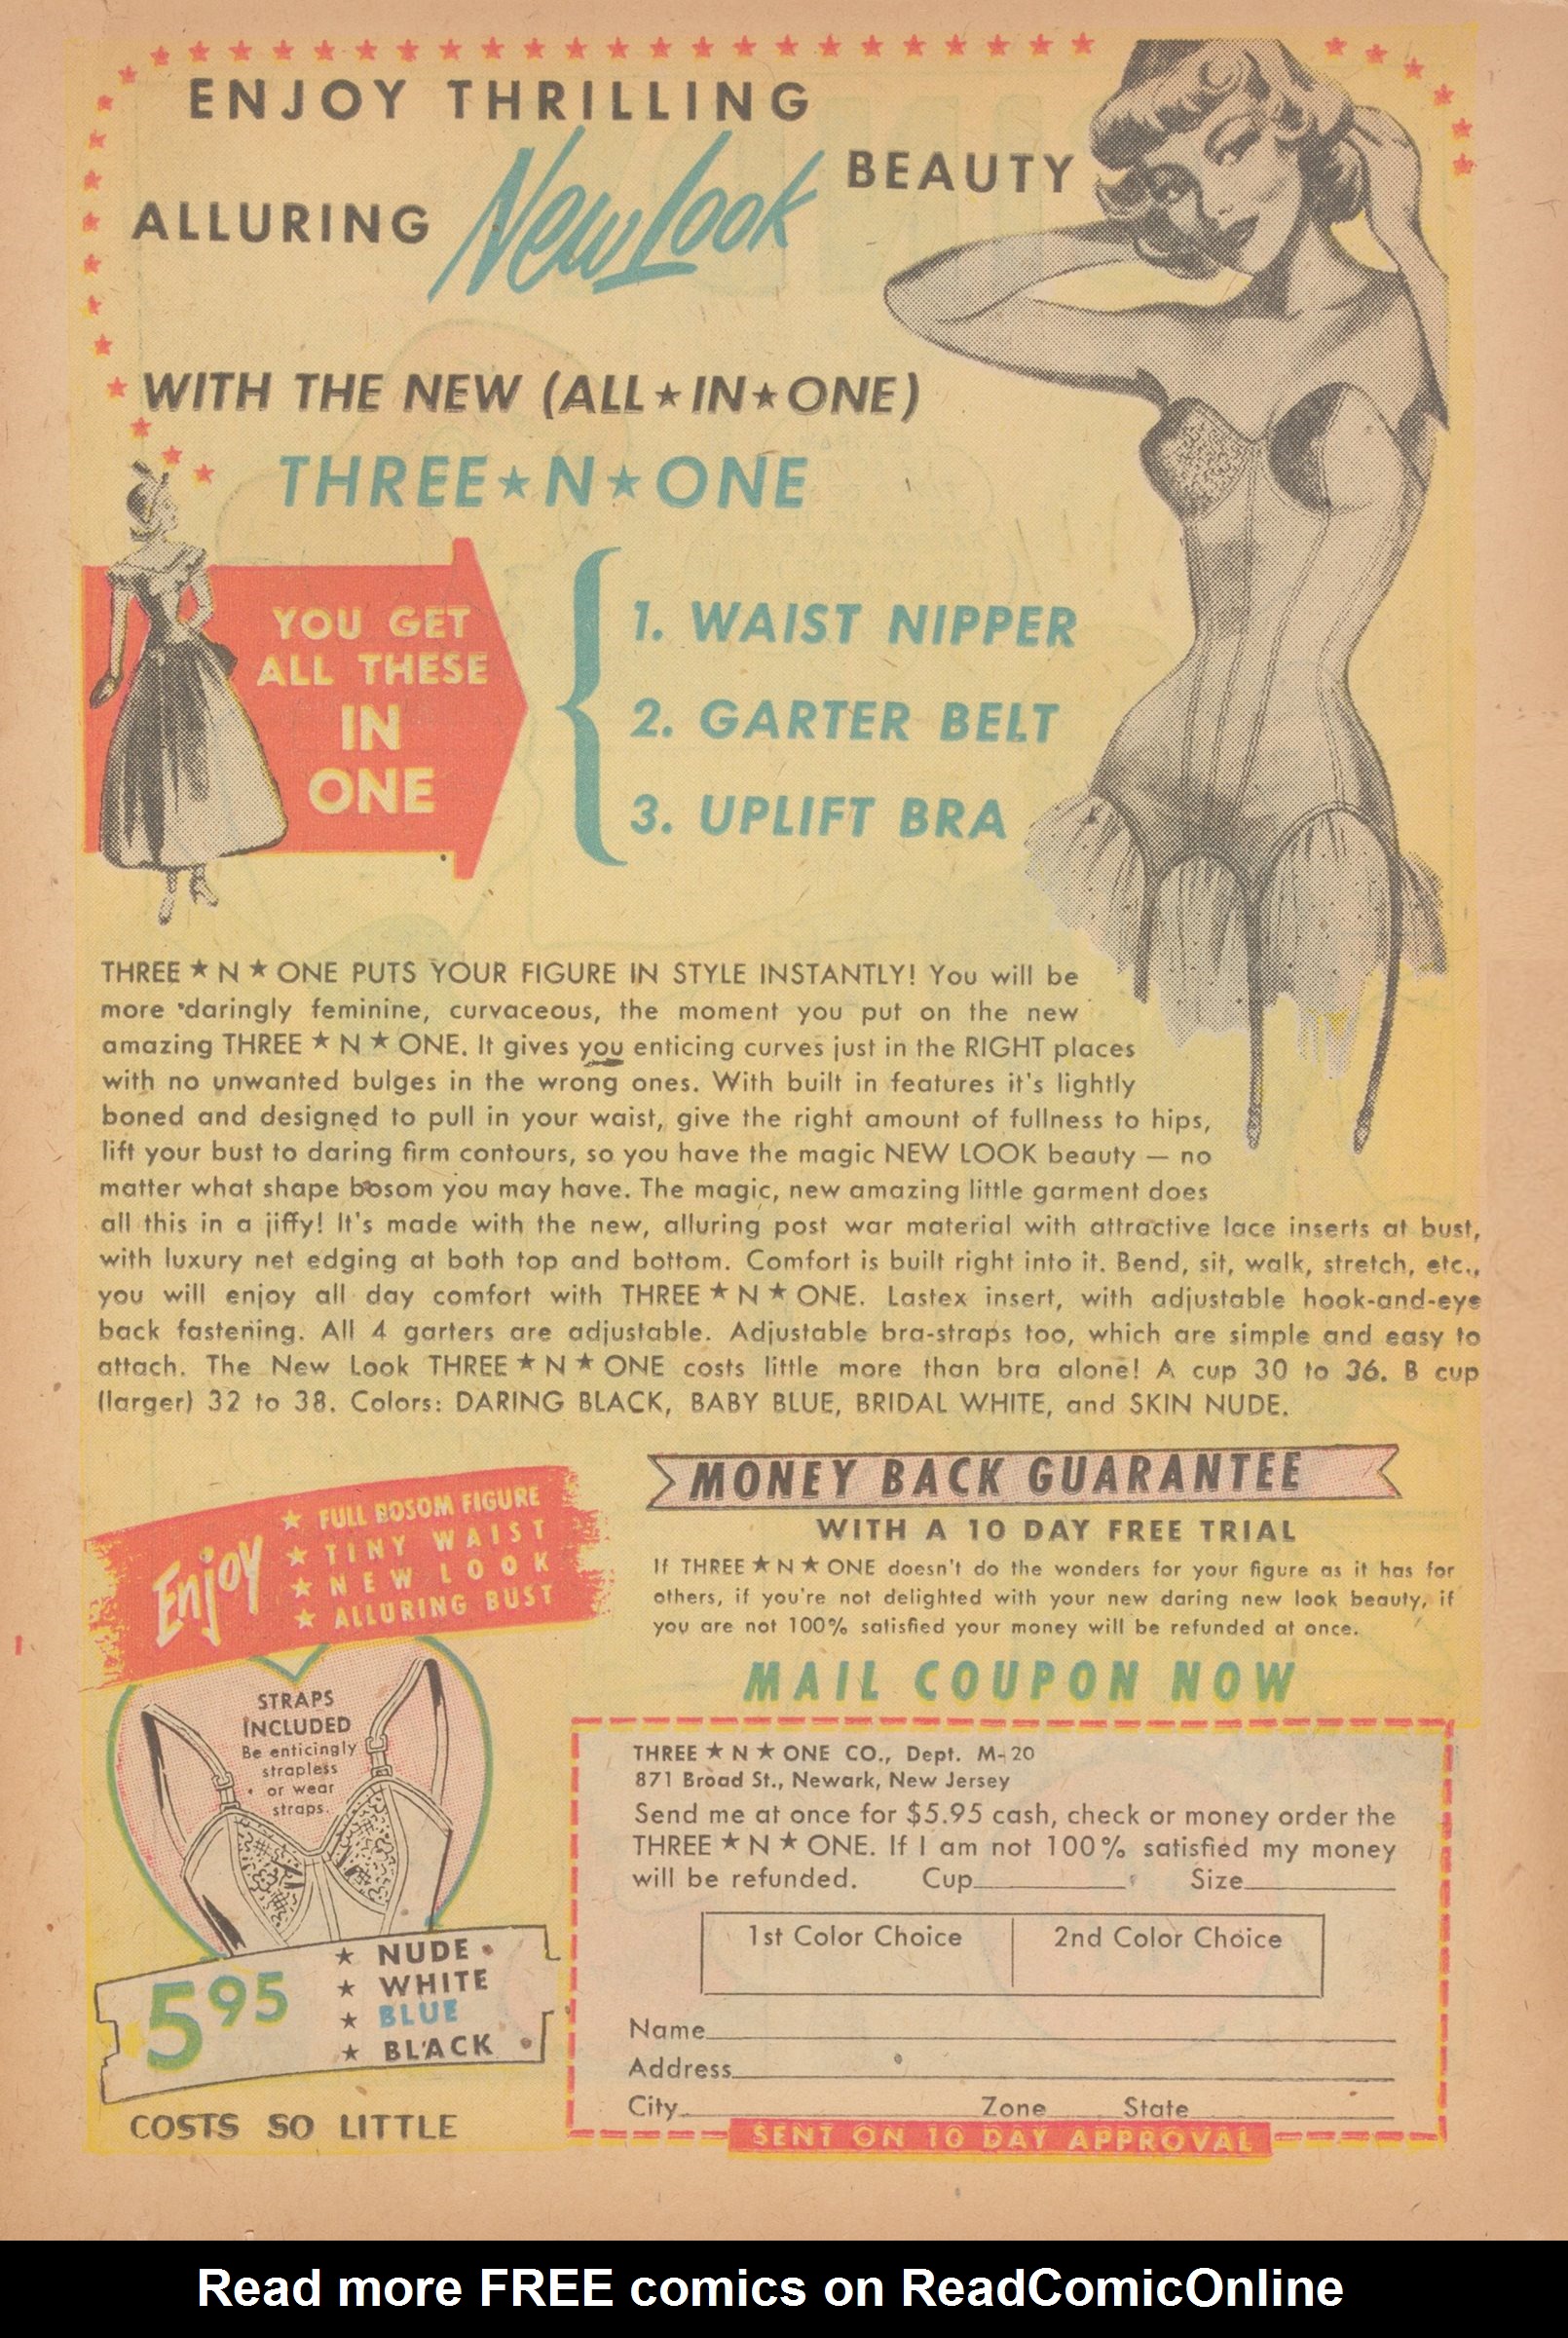 ENJOY THRILLING
ALLURING New Look BEAUTY
WITH THE NEW (ALL★IN★ONE)
THREE★N★ONE
YOU GET
ALL THESE
IN
ONE
1. WAIST NIPPER
2. GARTER BELT
3. UPLIFT BRA
THREE ★ N ★ ONE PUTS YOUR FIGURE IN STYLE INSTANTLY! You will be
more daringly feminine, curvaceous, the moment you put on the new
amazing THREE ★ N ★ ONE. It gives you enticing curves just in the RIGHT places
with no unwanted bulges in the wrong ones. With built in features it's lightly
boned and designed to pull in your waist, give the right amount of fullness to hips,
lift your bust to daring firm contours, so you have the magic NEW LOOK beauty — no
matter what shape bosom you may have. The magic, new amazing little garment does
all this in a jiffy! It's made with the new, alluring post war material with attractive lace inserts at bust,
with luxury net edging at both top and bottom. Comfort is built right into it. Bend, sit, walk, stretch, etc.,
you will enjoy all day comfort with THREE ★ N ★ ONE. Lastex insert, with adjustable hook-and-eye
back fastening. All 4 garters are adjustable. Adjustable bra-straps too, which are simple and easy to
attach. The New Look THREE ★ N ★ ONE costs little more than bra alone! A cup 30 to 36. B cup
(larger) 32 to 38. Colors: DARING BLACK, BABY BLUE, BRIDAL WHITE, and SKIN NUDE.
Enjoy
★ FULL BOSOM FIGURE
★ TINY WAIST
★ NEW LOOK
★ ALLURING BUST
STRAPS
INCLUDED
Be enticingly
strapless
or wear
straps.
5.95
★ NUDE
★ WHITE
★ BLUE
★ BLACK
COSTS SO LITTLE
MONEY BACK GUARANTEE
WITH A 10 DAY FREE TRIAL
If THREE ★ N ★ ONE doesn't do the wonders for your figure as it has for
others, if you're not delighted with your new daring new look beauty, if
you are not 100% satisfied your money will be refunded at once.
MAIL COUPON NOW
THREE ★ N ★ ONE CO., Dept. M-20
871 Broad St., Newark, New Jersey
Send me at once for $5.95 cash, check or money order the
THREE ★ N ★ ONE. If I am not 100% satisfied my money
will be refunded. Cup Size
1st Color Choice 2nd Color Choice
Name
Address
City Zone State
SENT ON 10 DAY APPROVAL
Read more FREE comics on ReadComicOnline